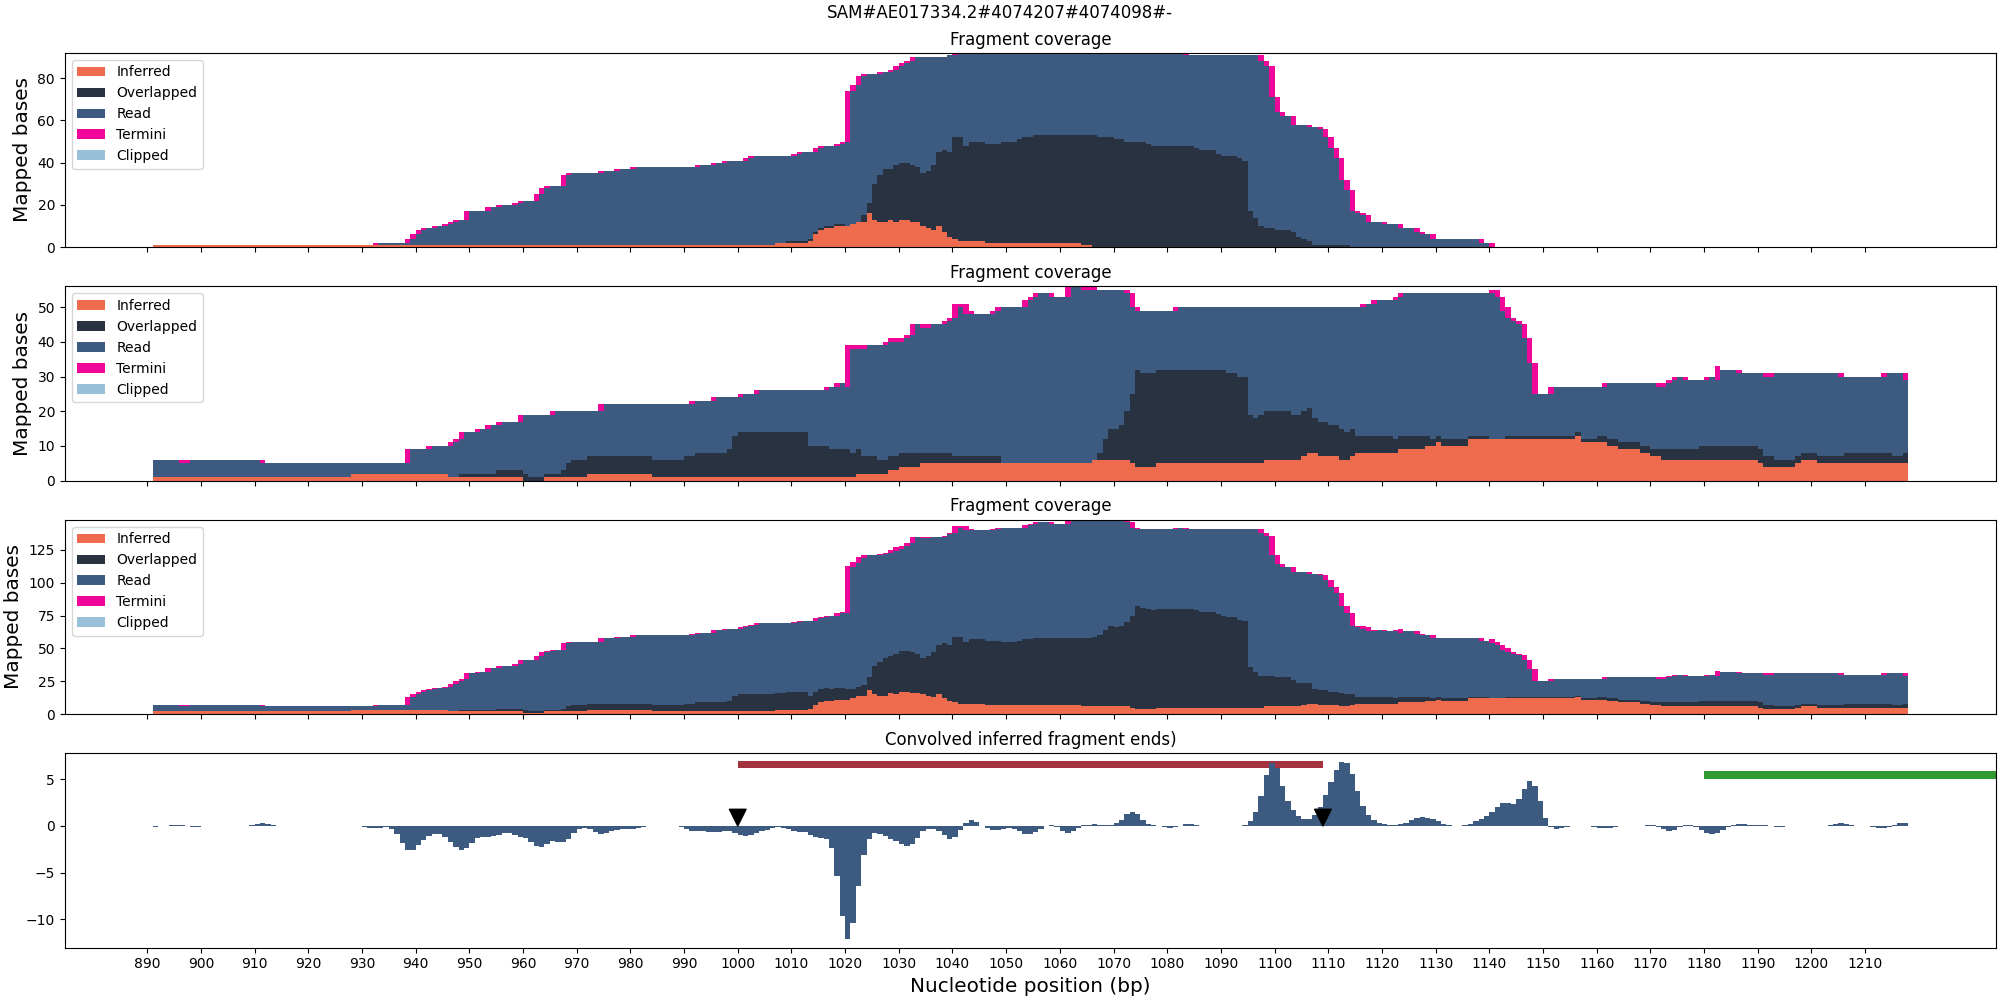 SAM#AE017334.2#4074207#4074098#-
Fragment coverage
Mapped bases
80
60
40
20
0
Inferred
Overlapped
Read
Termini
Clipped
Fragment coverage
Mapped bases
50
40
30
20
10
0
Inferred
Overlapped
Read
Termini
Clipped
Fragment coverage
Mapped bases
125
100
75
50
25
0
Inferred
Overlapped
Read
Termini
Clipped
Convolved inferred fragment ends)
5
0
−5
−10
890 900 910 920 930 940 950 960 970 980 990 1000 1010 1020 1030 1040 1050 1060 1070 1080 1090 1100 1110 1120 1130 1140 1150 1160 1170 1180 1190 1200 1210
Nucleotide position (bp)